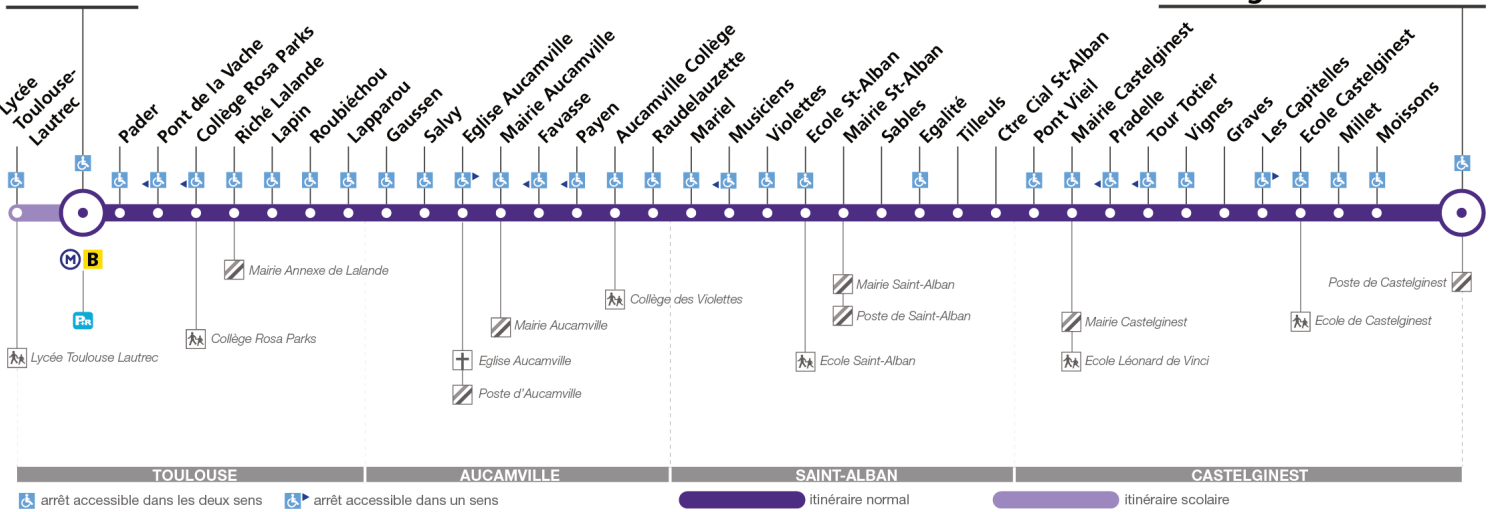 Lycée
Toulouse-
Lautrec
Pader
Pont de la Vache
Collège Rosa Parks
Riché Lalande
Lapin
Roubiéchou
Lapparou
Gaussen
Salvy
Eglise Aucamville
Mairie Aucamville
Favasse
Payen
Aucamville Collège
Raudelauzette
Mariel
Musiciens
Violettes
Ecole St-Alban
Mairie St-Alban
Sables
Egalité
Tilleuls
Ctre Cial St-Alban
Pont Vieil
Mairie Castelginest
Pradelle
Tour Totier
Vignes
Graves
Les Capitelles
Ecole Castelginest
Millet
Moissons
M B
P+R
Mairie Annexe de Lalande
Collège Rosa Parks
Lycée Toulouse Lautrec
Mairie Aucamville
Eglise Aucamville
Poste d'Aucamville
Collège des Violettes
Mairie Saint-Alban
Poste de Saint-Alban
Ecole Saint-Alban
Mairie Castelginest
Ecole Léonard de Vinci
Poste de Castelginest
Ecole de Castelginest
TOULOUSE
AUCAMVILLE
SAINT-ALBAN
CASTELGINEST
arrêt accessible dans les deux sens
arrêt accessible dans un sens
itinéraire normal
itinéraire scolaire